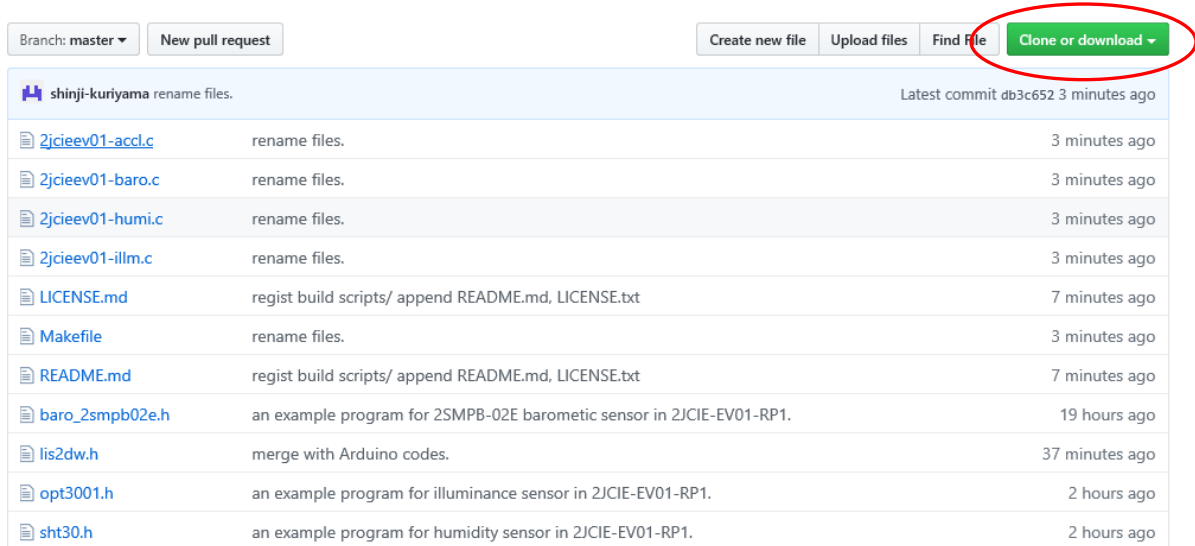 Branch: master New pull request Create new file Upload files Find File Clone or download
shinji-kuriyama rename files. Latest commit db3c652 3 minutes ago
2jcieev01-accl.c rename files. 3 minutes ago
2jcieev01-baro.c rename files. 3 minutes ago
2jcieev01-humi.c rename files. 3 minutes ago
2jcieev01-illm.c rename files. 3 minutes ago
LICENSE.md regist build scripts/ append README.md, LICENSE.txt 7 minutes ago
Makefile rename files. 3 minutes ago
README.md regist build scripts/ append README.md, LICENSE.txt 7 minutes ago
baro_2smpb02e.h an example program for 2SMPB-02E barometic sensor in 2JCIE-EV01-RP1. 19 hours ago
lis2dw.h merge with Arduino codes. 37 minutes ago
opt3001.h an example program for illuminance sensor in 2JCIE-EV01-RP1. 2 hours ago
sht30.h an example program for humidity sensor in 2JCIE-EV01-RP1. 2 hours ago